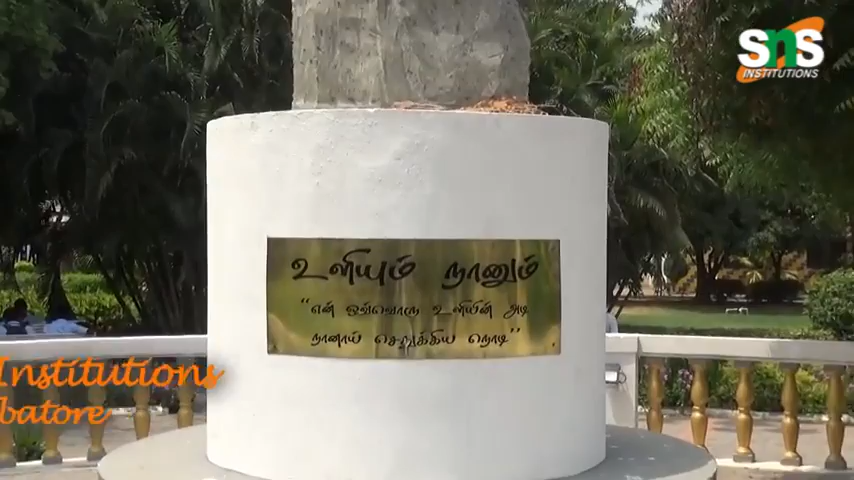 sns
INSTITUTIONS
உளியும் நானும்
"என் ஒவ்வொரு உளியின் அடி
நானாய் செதுக்கிய நொடி"
Institutions
batore